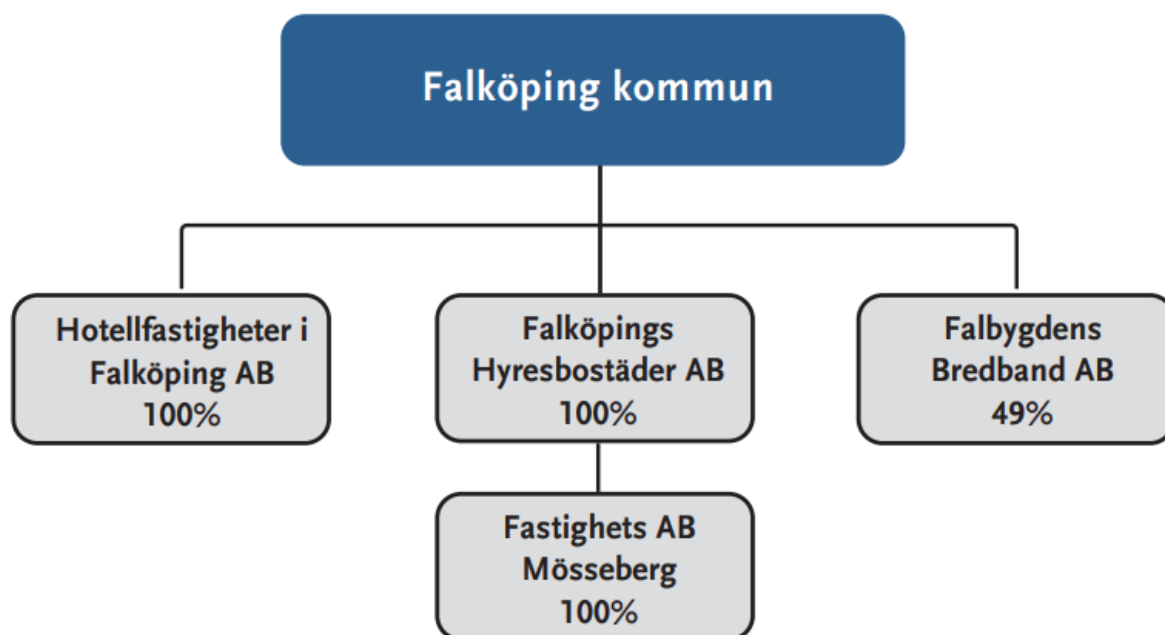 Falköping kommun
Hotellfastigheter i
Falköping AB
100%
Falköpings
Hyresbostäder AB
100%
Falbygdens
Bredband AB
49%
Fastighets AB
Mösseberg
100%